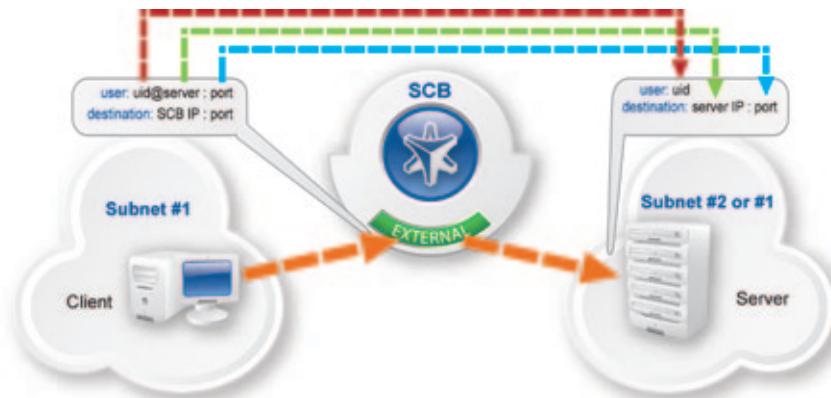 SCB
user: uid@server : port
destination: SCB IP : port
user: uid
destination: server IP : port
Subnet #1
Subnet #2 or #1
EXTERNAL
Client
Server